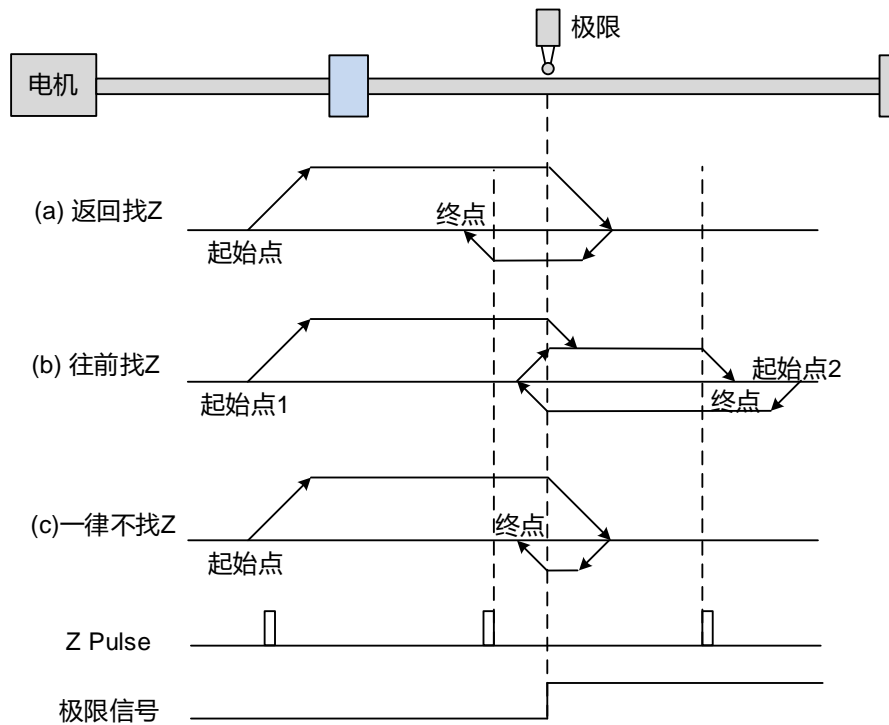 极限
电机
(a) 返回找Z
终点
起始点
(b) 往前找Z
起始点2
起始点1
终点
(c)一律不找Z
终点
起始点
Z Pulse
极限信号